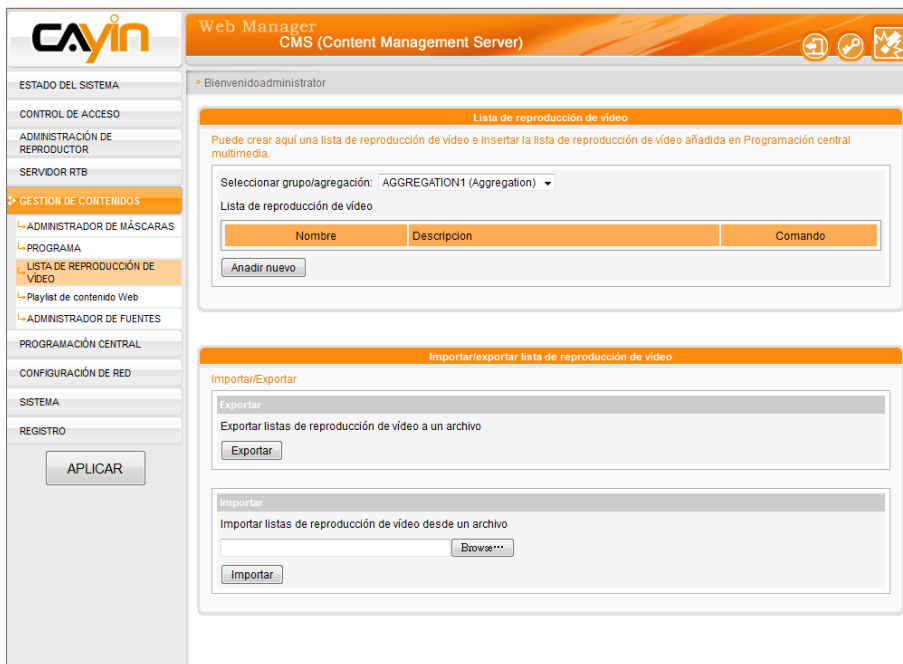 CAYIN
Web Manager
CMS (Content Management Server)
ESTADO DEL SISTEMA
CONTROL DE ACCESO
ADMINISTRACIÓN DE
REPRODUCTOR
SERVIDOR RTB
GESTION DE CONTENIDOS
ADMINISTRADOR DE MÁSCARAS
PROGRAMA
LISTA DE REPRODUCCIÓN DE
VÍDEO
Playlist de contenido Web
ADMINISTRADOR DE FUENTES
PROGRAMACIÓN CENTRAL
CONFIGURACIÓN DE RED
SISTEMA
REGISTRO
APLICAR
> Bienvenidoadministrator
Lista de reproducción de vídeo
Puede crear aquí una lista de reproducción de vídeo e insertar la lista de reproducción de vídeo añadida en Programación central
multimedia.
Seleccionar grupo/agregación: AGGREGATION1 (Aggregation)
Lista de reproducción de vídeo
Nombre Descripcion Comando
Anadir nuevo
Importar/exportar lista de reproducción de vídeo
Importar/Exportar
Exportar
Exportar listas de reproducción de vídeo a un archivo
Exportar
Importar
Importar listas de reproducción de vídeo desde un archivo
Browse…
Importar